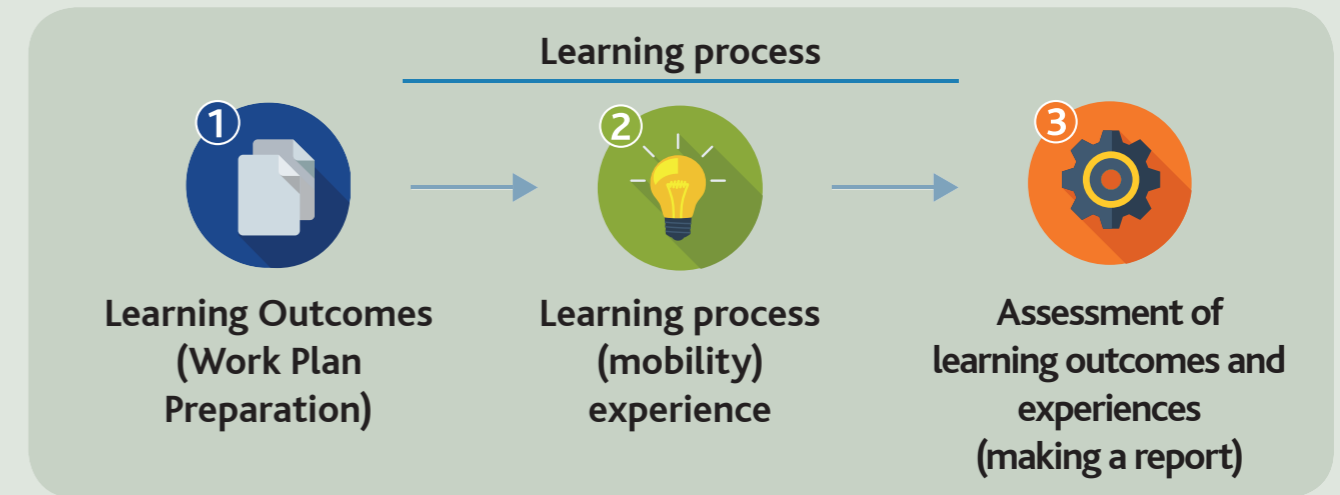 Learning process
1
2
3
Learning Outcomes
(Work Plan
Preparation)
Learning process
(mobility)
experience
Assessment of
learning outcomes and
experiences
(making a report)